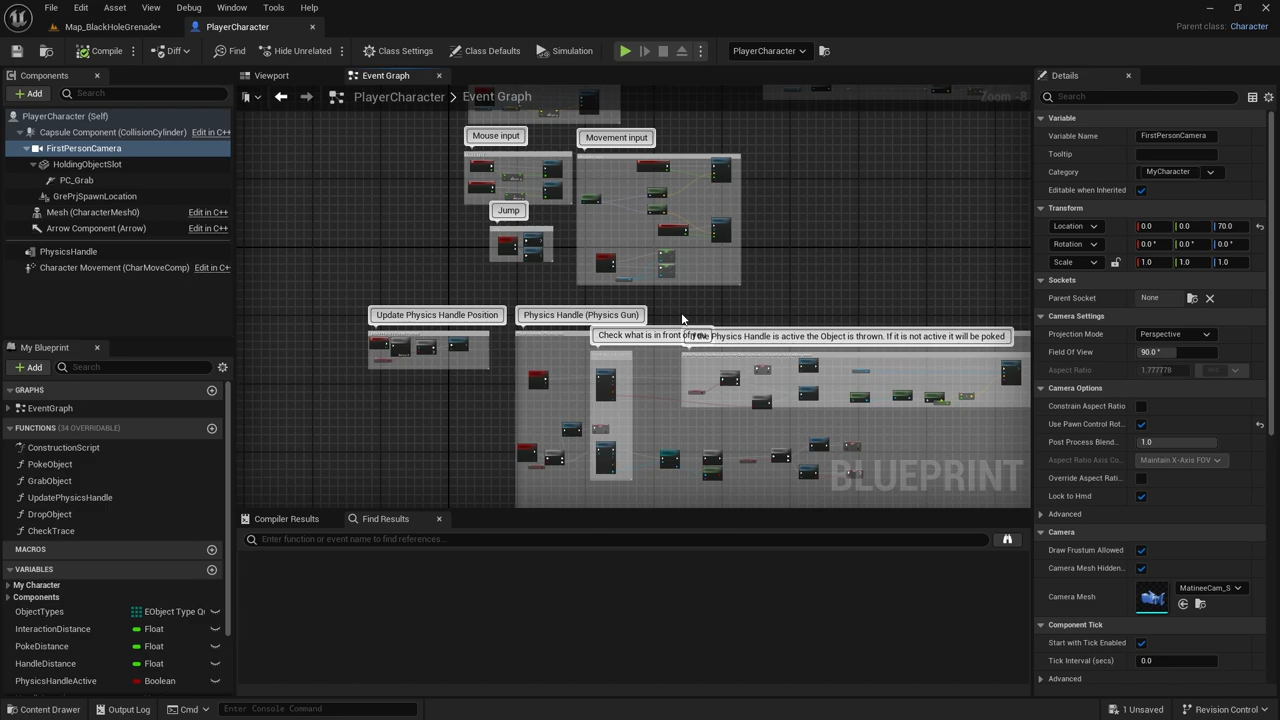 File Edit Asset View Debug Window Tools Help
Map_BlackHoleGrenade* PlayerCharacter Parent class: Character
Compile Diff Find Hide Unrelated Class Settings Class Defaults Simulation PlayerCharacter
Components
Add Search
PlayerCharacter (Self)
Capsule Component (CollisionCylinder) Edit in C++
FirstPersonCamera
HoldingObjectSlot
PC_Grab
GrePrjSpawnLocation
Mesh (CharacterMesh0) Edit in C++
Arrow Component (Arrow) Edit in C++
PhysicsHandle
Character Movement (CharMoveComp) Edit in C++
My Blueprint
Add Search
GRAPHS
EventGraph
FUNCTIONS (34 OVERRIDABLE)
ConstructionScript
PokeObject
GrabObject
UpdatePhysicsHandle
DropObject
CheckTrace
MACROS
VARIABLES
My Character
Components
ObjectTypes EObject Type Qu
InteractionDistance Float
PokeDistance Float
HandleDistance Float
PhysicsHandleActive Boolean
Viewport Event Graph
PlayerCharacter > Event Graph Zoom -8
Mouse input Movement input
Jump
Update Physics Handle Position Physics Handle (Physics Gun)
Check what is in front of
Physics Handle is active the Object is thrown. If it is not active it will be poked
BLUEPRINT
Compiler Results Find Results
Enter function or event name to find references...
Details
Search
Variable
Variable Name FirstPersonCamera
Tooltip
Category MyCharacter
Editable when Inherited
Transform
Location 0.0 0.0 70.0
Rotation 0.0 ° 0.0 ° 0.0 °
Scale 1.0 1.0 1.0
Sockets
Parent Socket None
Camera Settings
Projection Mode Perspective
Field Of View 90.0 °
Aspect Ratio 1.777778
Camera Options
Constrain Aspect Ratio
Use Pawn Control Rot..
Post Process Blend... 1.0
Aspect Ratio Axis Co... Maintain X-Axis FOV
Override Aspect Rati...
Lock to Hmd
Advanced
Camera
Draw Frustum Allowed
Camera Mesh Hidden..
Camera Mesh MatineeCam_S
Component Tick
Start with Tick Enabled
Tick Interval (secs) 0.0
Advanced
Content Drawer Output Log Cmd Enter Console Command 1 Unsaved Revision Control